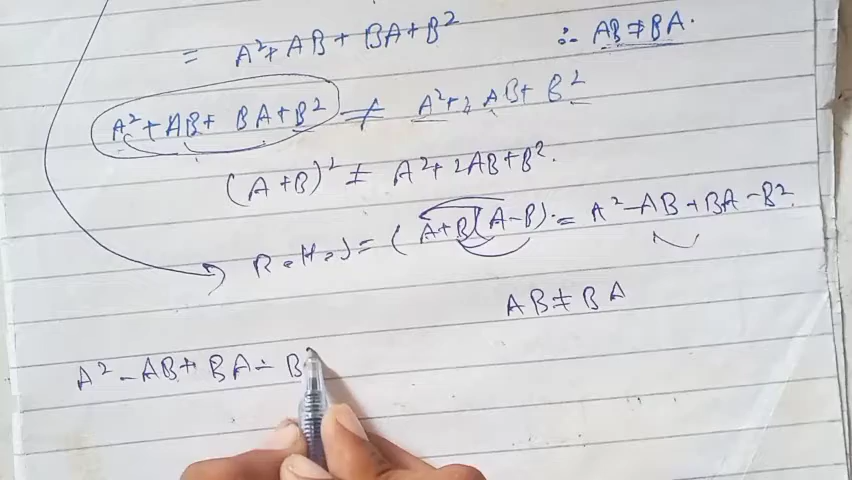 = A²+AB+BA+B² ∴ AB≠BA.
A²+AB+BA+B² ≠ A²+2AB+B²
(A+B)² ≠ A²+2AB+B².
R.H.S = (A+B)(A-B). = A²-AB+BA-B².
AB≠BA
A²-AB+BA-B²